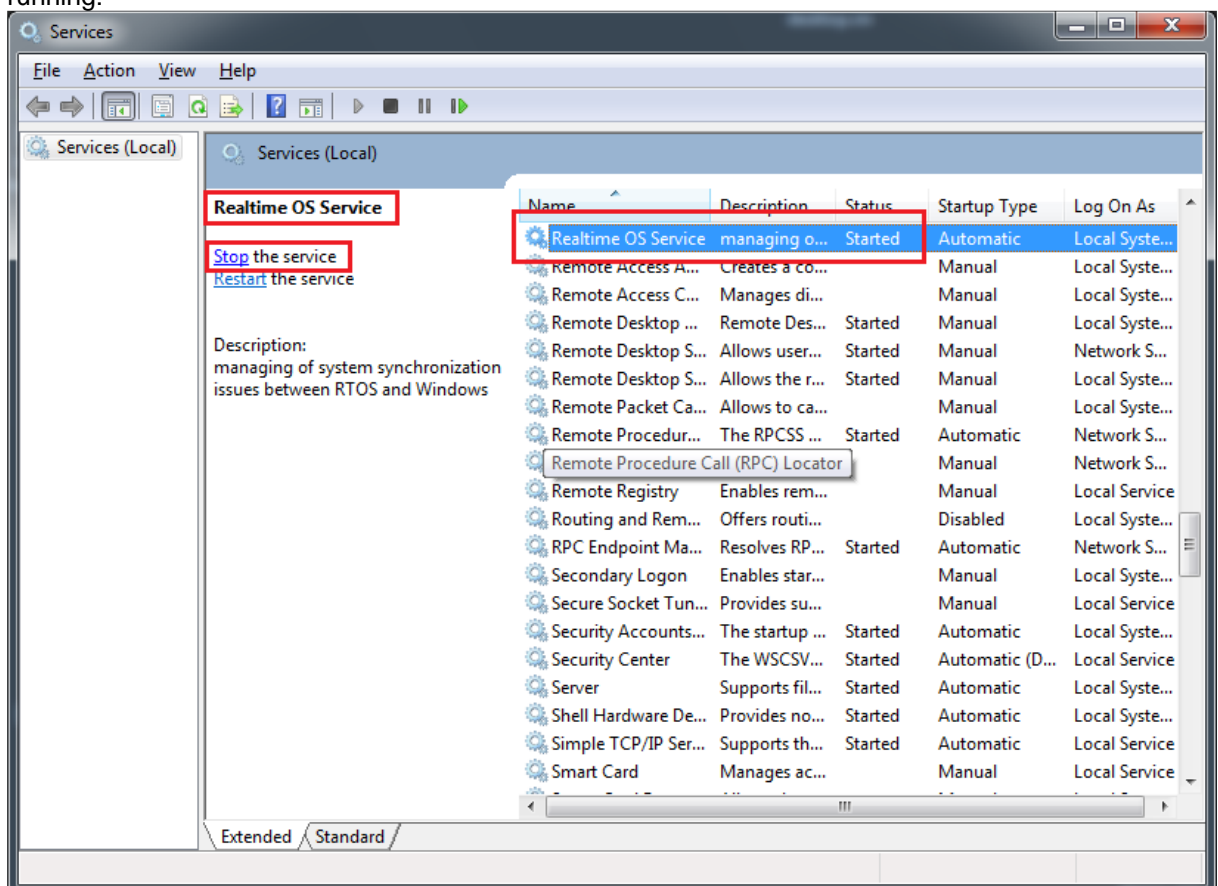 running.
Services
File Action View Help
Services (Local)
Services (Local)
Realtime OS Service
Stop the service
Restart the service
Description:
managing of system synchronization
issues between RTOS and Windows
Name Description Status Startup Type Log On As
Realtime OS Service managing o... Started Automatic Local Syste...
Remote Access A... Creates a co... Manual Local Syste...
Remote Access C... Manages di... Manual Local Syste...
Remote Desktop ... Remote Des... Started Manual Local Syste...
Remote Desktop S... Allows user... Started Manual Network S...
Remote Desktop S... Allows the r... Started Manual Local Syste...
Remote Packet Ca... Allows to ca... Manual Local Syste...
Remote Procedur... The RPCSS ... Started Automatic Network S...
Remote Procedure Call (RPC) Locator Manual Network S...
Remote Registry Enables rem... Manual Local Service
Routing and Rem... Offers routi... Disabled Local Syste...
RPC Endpoint Ma... Resolves RP... Started Automatic Network S...
Secondary Logon Enables star... Manual Local Syste...
Secure Socket Tun... Provides su... Manual Local Service
Security Accounts... The startup ... Started Automatic Local Syste...
Security Center The WSCSV... Started Automatic (D... Local Service
Server Supports fil... Started Automatic Local Syste...
Shell Hardware De... Provides no... Started Automatic Local Syste...
Simple TCP/IP Ser... Supports th... Started Automatic Local Service
Smart Card Manages ac... Manual Local Service
Extended Standard